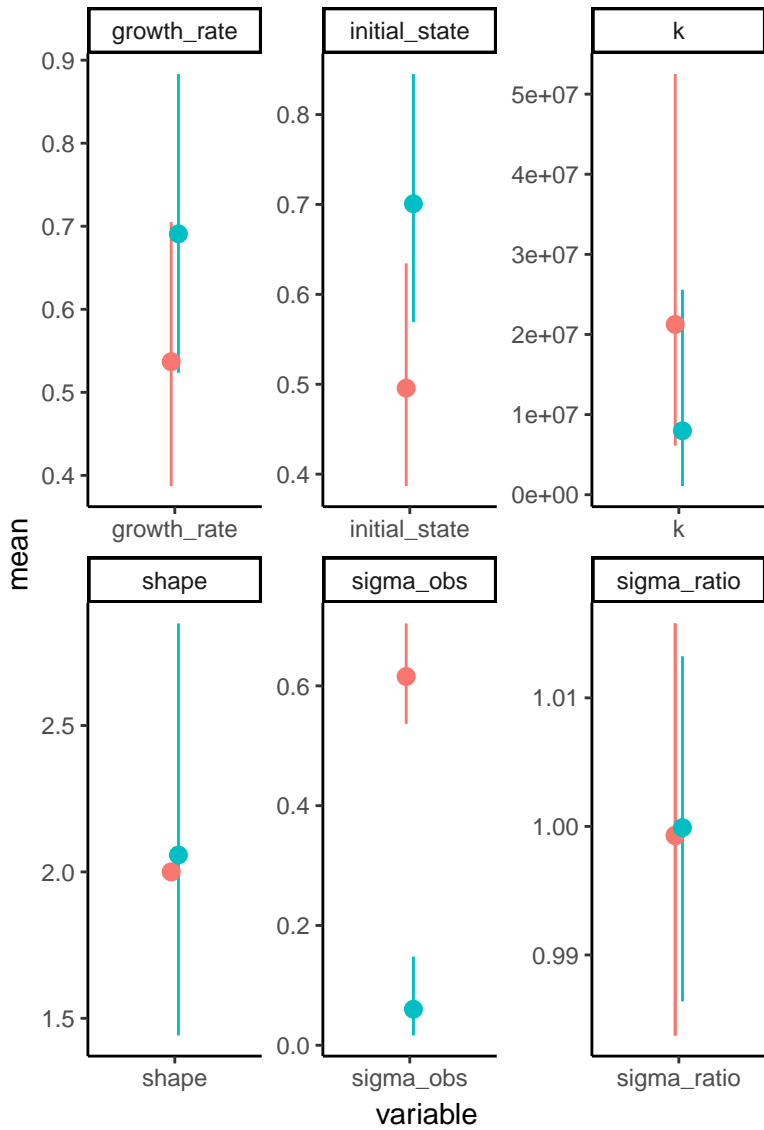 growth_rate
initial_state
k
0.9
0.8
0.7
0.6
0.5
0.4
0.8
0.7
0.6
0.5
0.4
5e+07
4e+07
3e+07
2e+07
1e+07
0e+00
growth_rate
initial_state
k
mean
shape
sigma_obs
sigma_ratio
2.5
2.0
1.5
0.6
0.4
0.2
0.0
1.01
1.00
0.99
shape
sigma_obs
sigma_ratio
variable